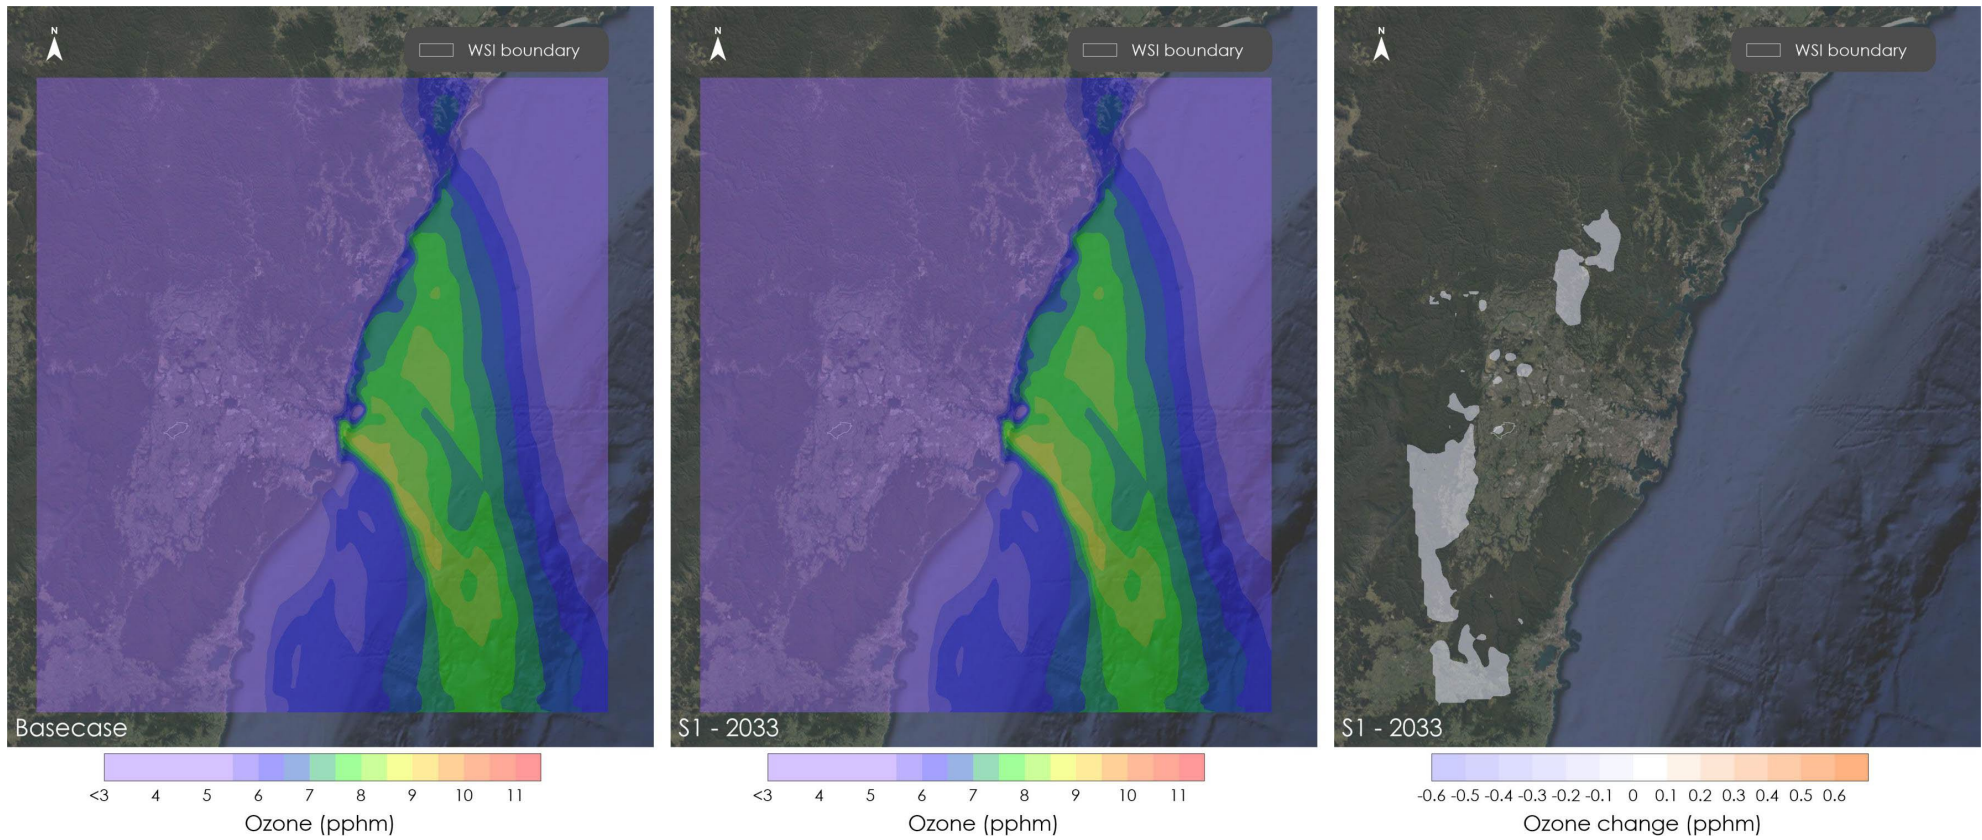 N
WSI boundary
Basecase
<3 4 5 6 7 8 9 10 11
Ozone (pphm)
N
WSI boundary
S1 - 2033
<3 4 5 6 7 8 9 10 11
Ozone (pphm)
N
WSI boundary
S1 - 2033
-0.6 -0.5 -0.4 -0.3 -0.2 -0.1 0 0.1 0.2 0.3 0.4 0.5 0.6
Ozone change (pphm)